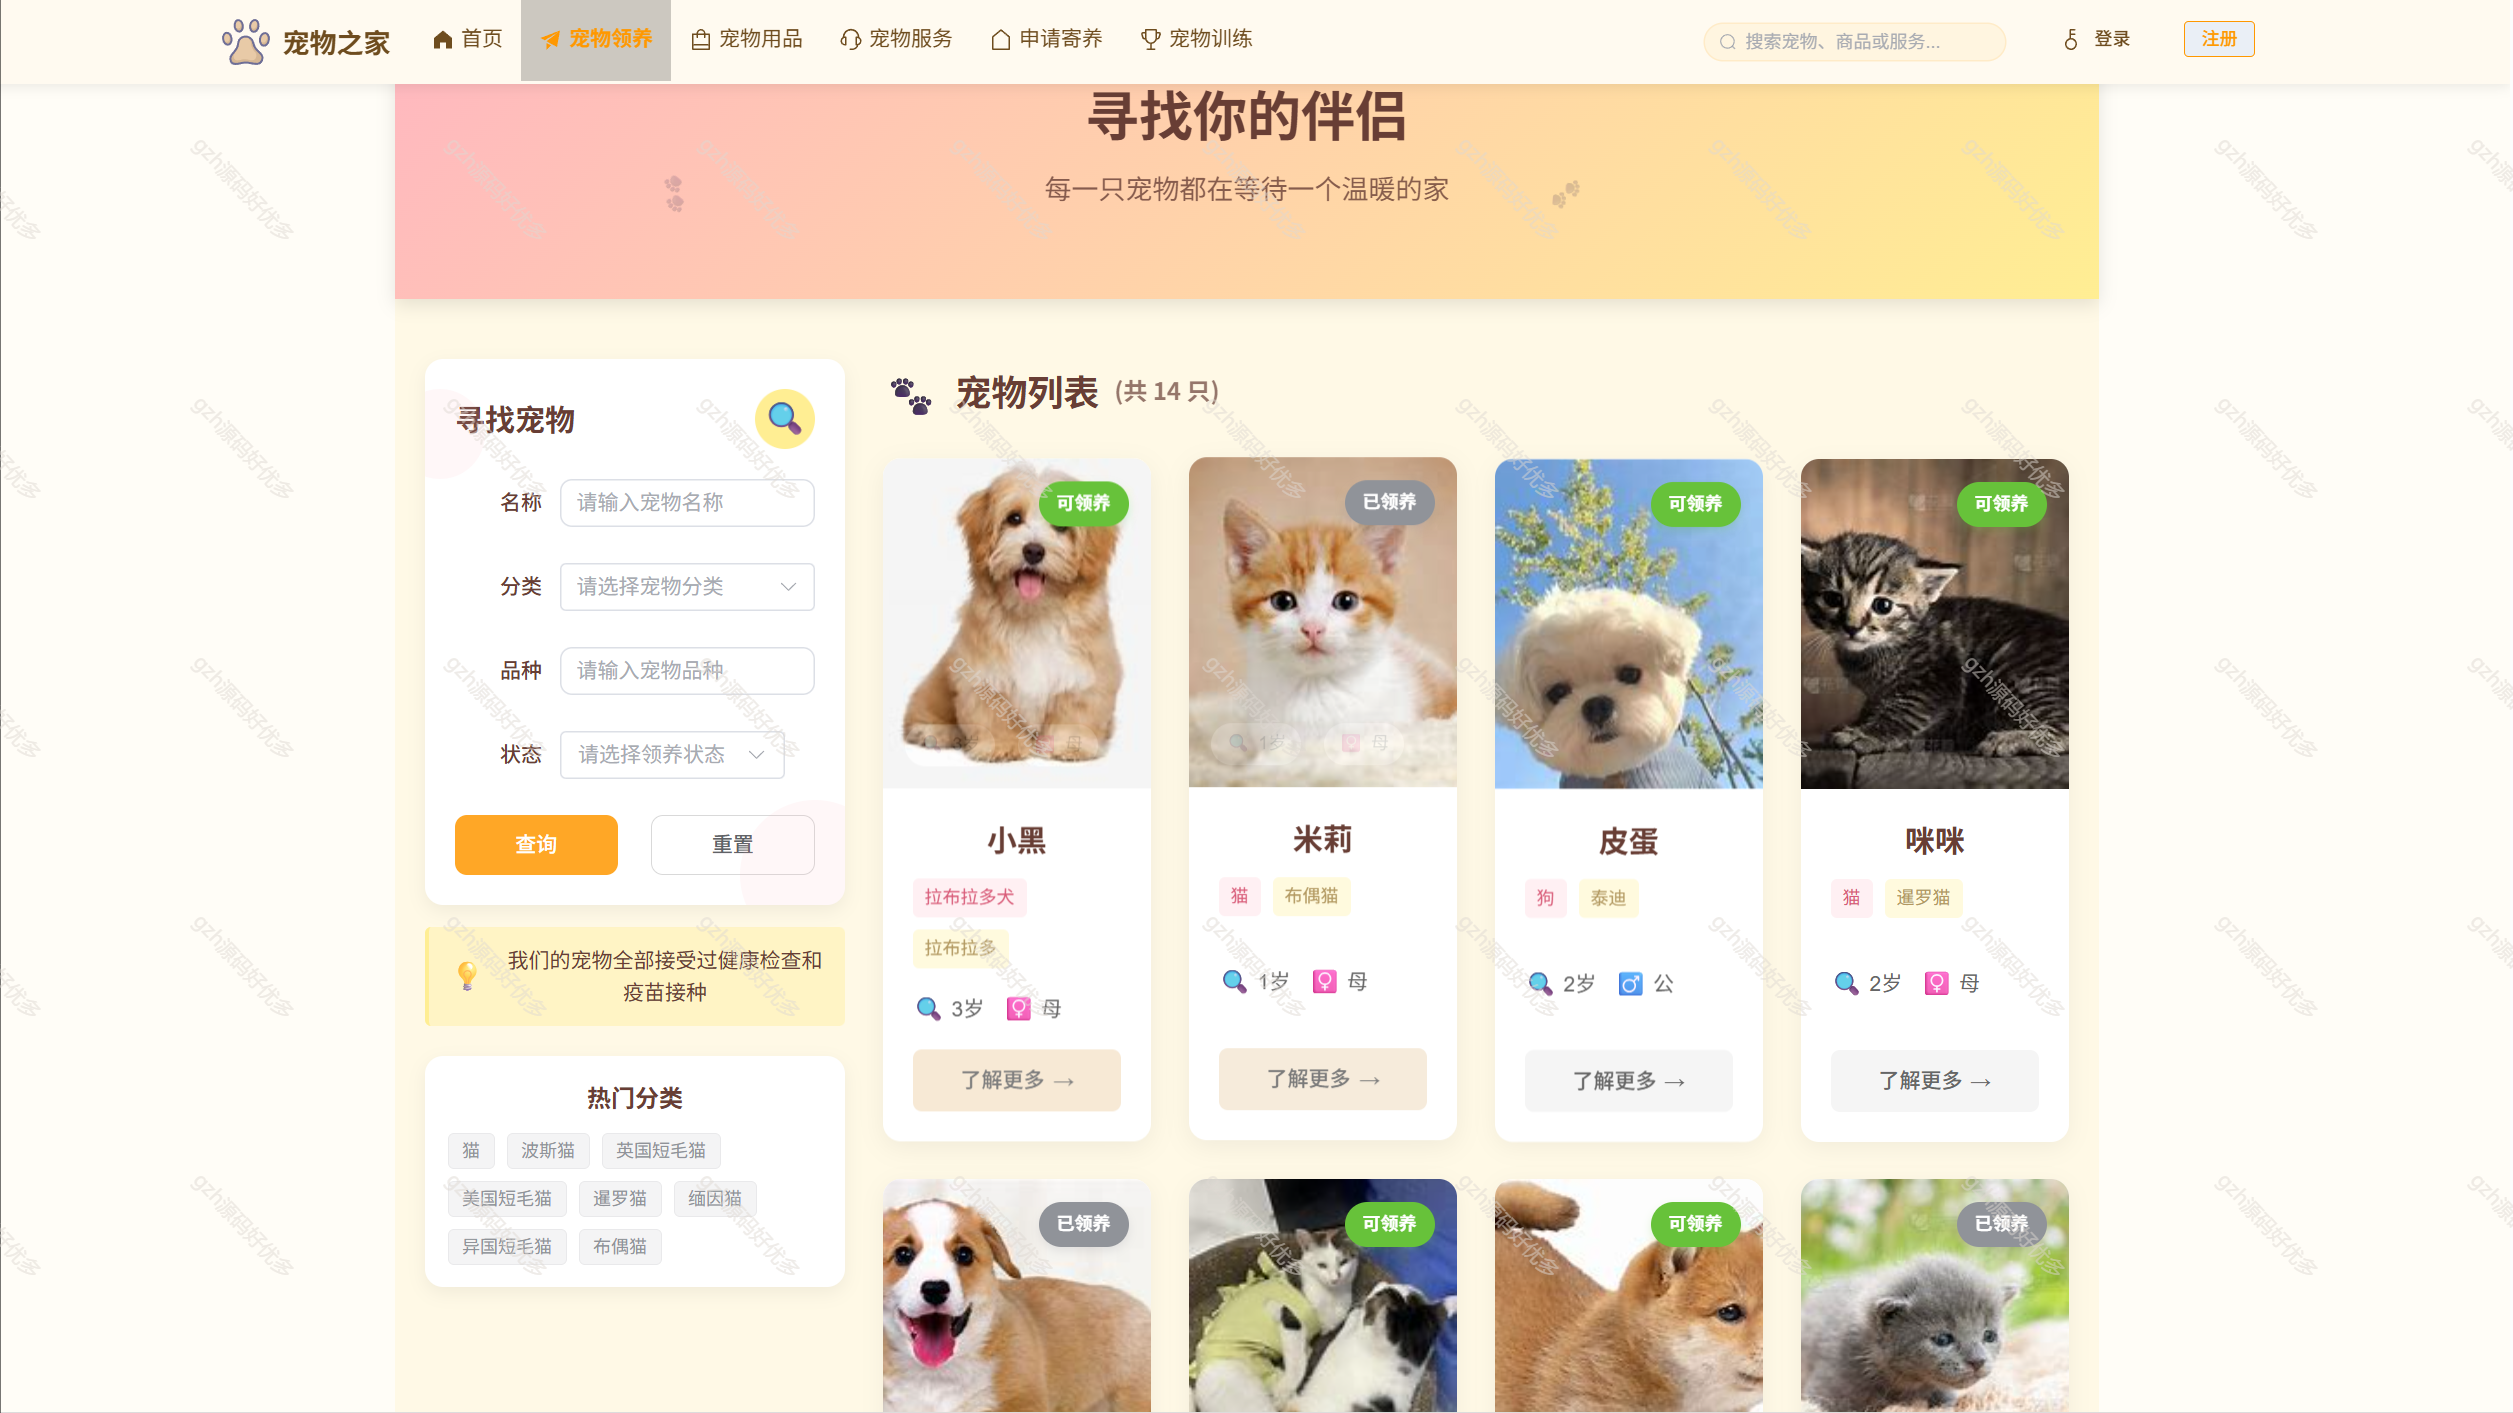 宠物之家
首页
宠物领养
宠物用品
宠物服务
申请寄养
宠物训练
搜索宠物、商品或服务...
登录
注册
寻找你的伴侣
每一只宠物都在等待一个温暖的家
寻找宠物
名称
请输入宠物名称
分类
请选择宠物分类
品种
请输入宠物品种
状态
请选择领养状态
查询
重置
我们的宠物全部接受过健康检查和
疫苗接种
热门分类
猫
波斯猫
英国短毛猫
美国短毛猫
暹罗猫
缅因猫
异国短毛猫
布偶猫
宠物列表 (共 14 只)
可领养
母
小黑
拉布拉多犬
拉布拉多
3岁
母
了解更多 →
已领养
1岁
母
米莉
猫
布偶猫
1岁
母
了解更多 →
可领养
皮蛋
狗
泰迪
2岁
公
了解更多 →
可领养
咪咪
猫
暹罗猫
2岁
母
了解更多 →
已领养
可领养
可领养
已领养
gzh源码好优多